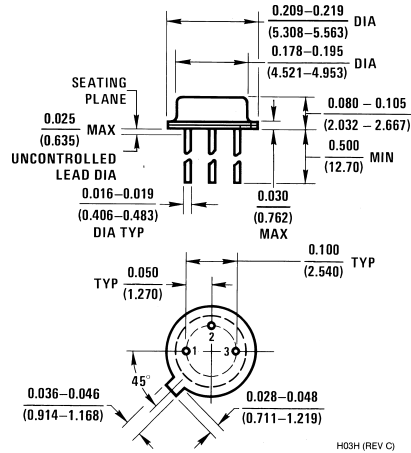 0.209–0.219 DIA
(5.308–5.563)
0.178–0.195 DIA
(4.521–4.953)
SEATING
PLANE
0.025 MAX
(0.635)
UNCONTROLLED
LEAD DIA
0.080 – 0.105
(2.032 – 2.667)
0.500 MIN
(12.70)
0.016–0.019
(0.406–0.483)
DIA TYP
0.030
(0.762)
MAX
0.100 TYP
(2.540)
TYP 0.050
(1.270)
2
1 3
45°
0.036–0.046
(0.914–1.168)
0.028–0.048
(0.711–1.219)
H03H (REV C)